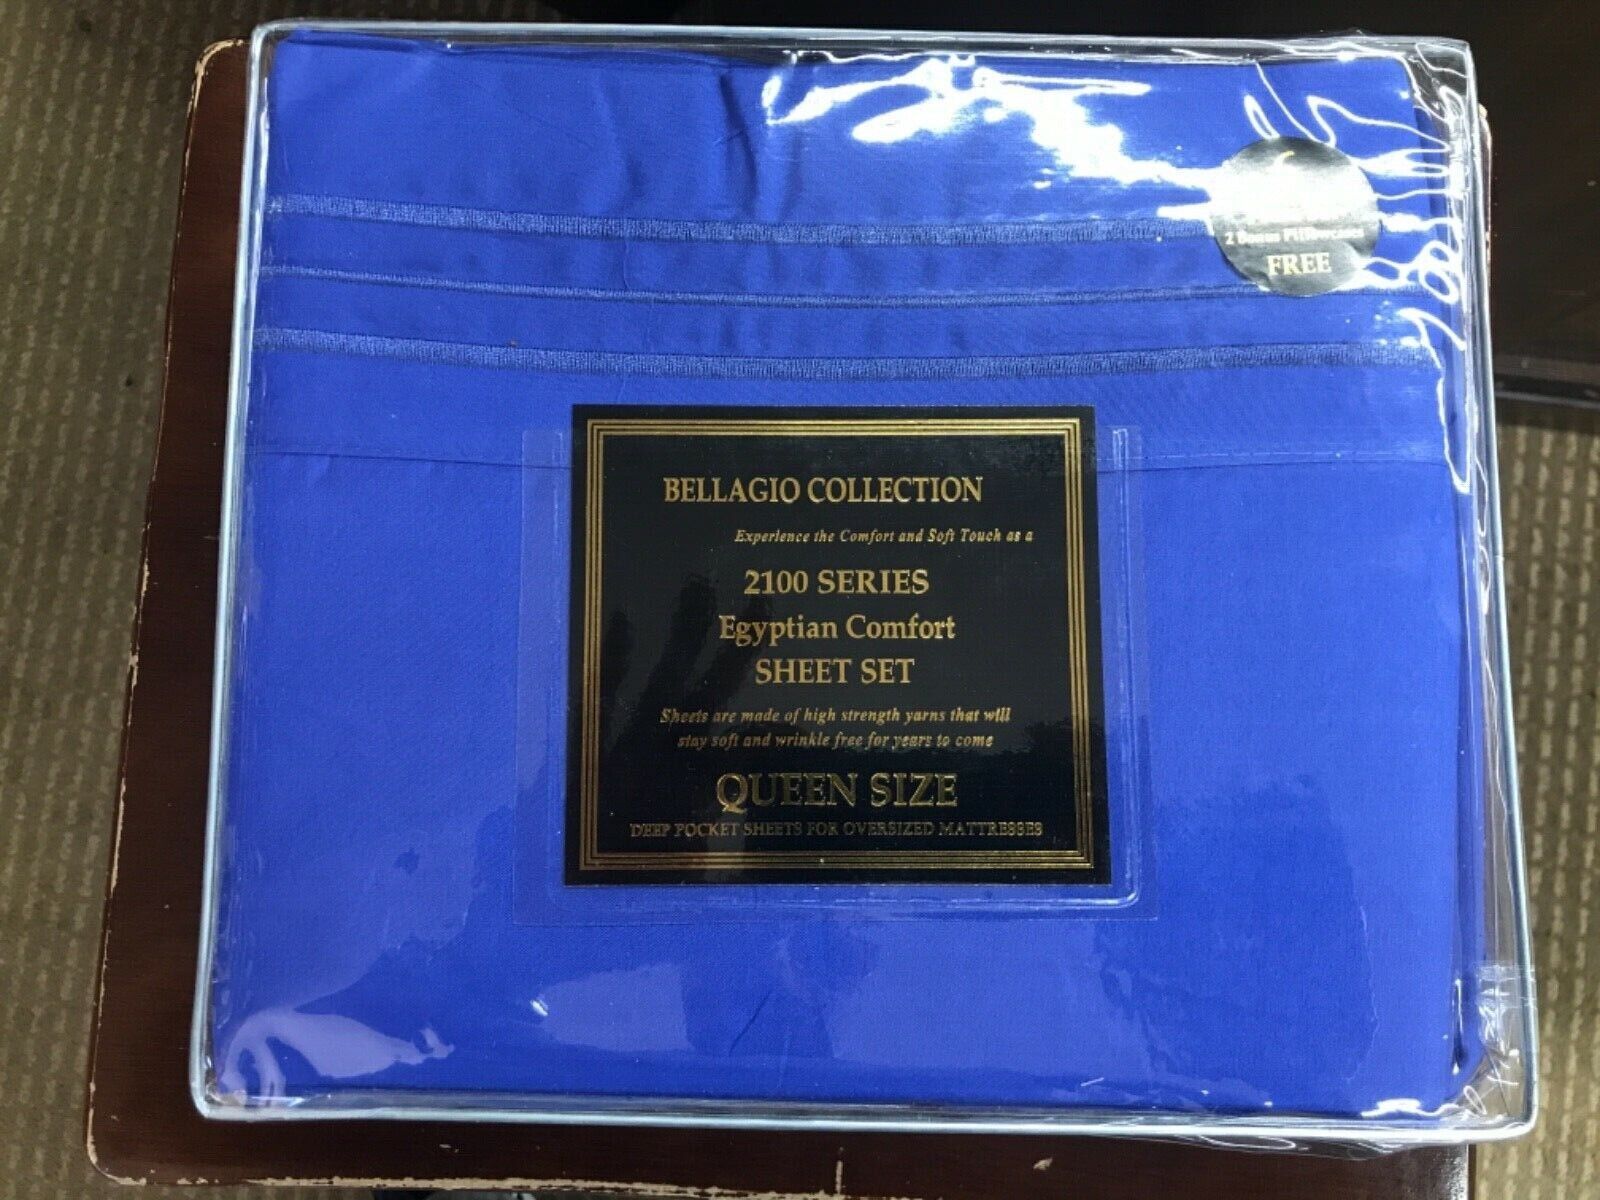 2 Bonus Pillowcases
FREE
BELLAGIO COLLECTION
Experience the Comfort and Soft Touch as a
2100 SERIES
Egyptian Comfort
SHEET SET
Sheets are made of high strength yarns that will
stay soft and wrinkle free for years to come
QUEEN SIZE
DEEP POCKET SHEETS FOR OVERSIZED MATTRESSES